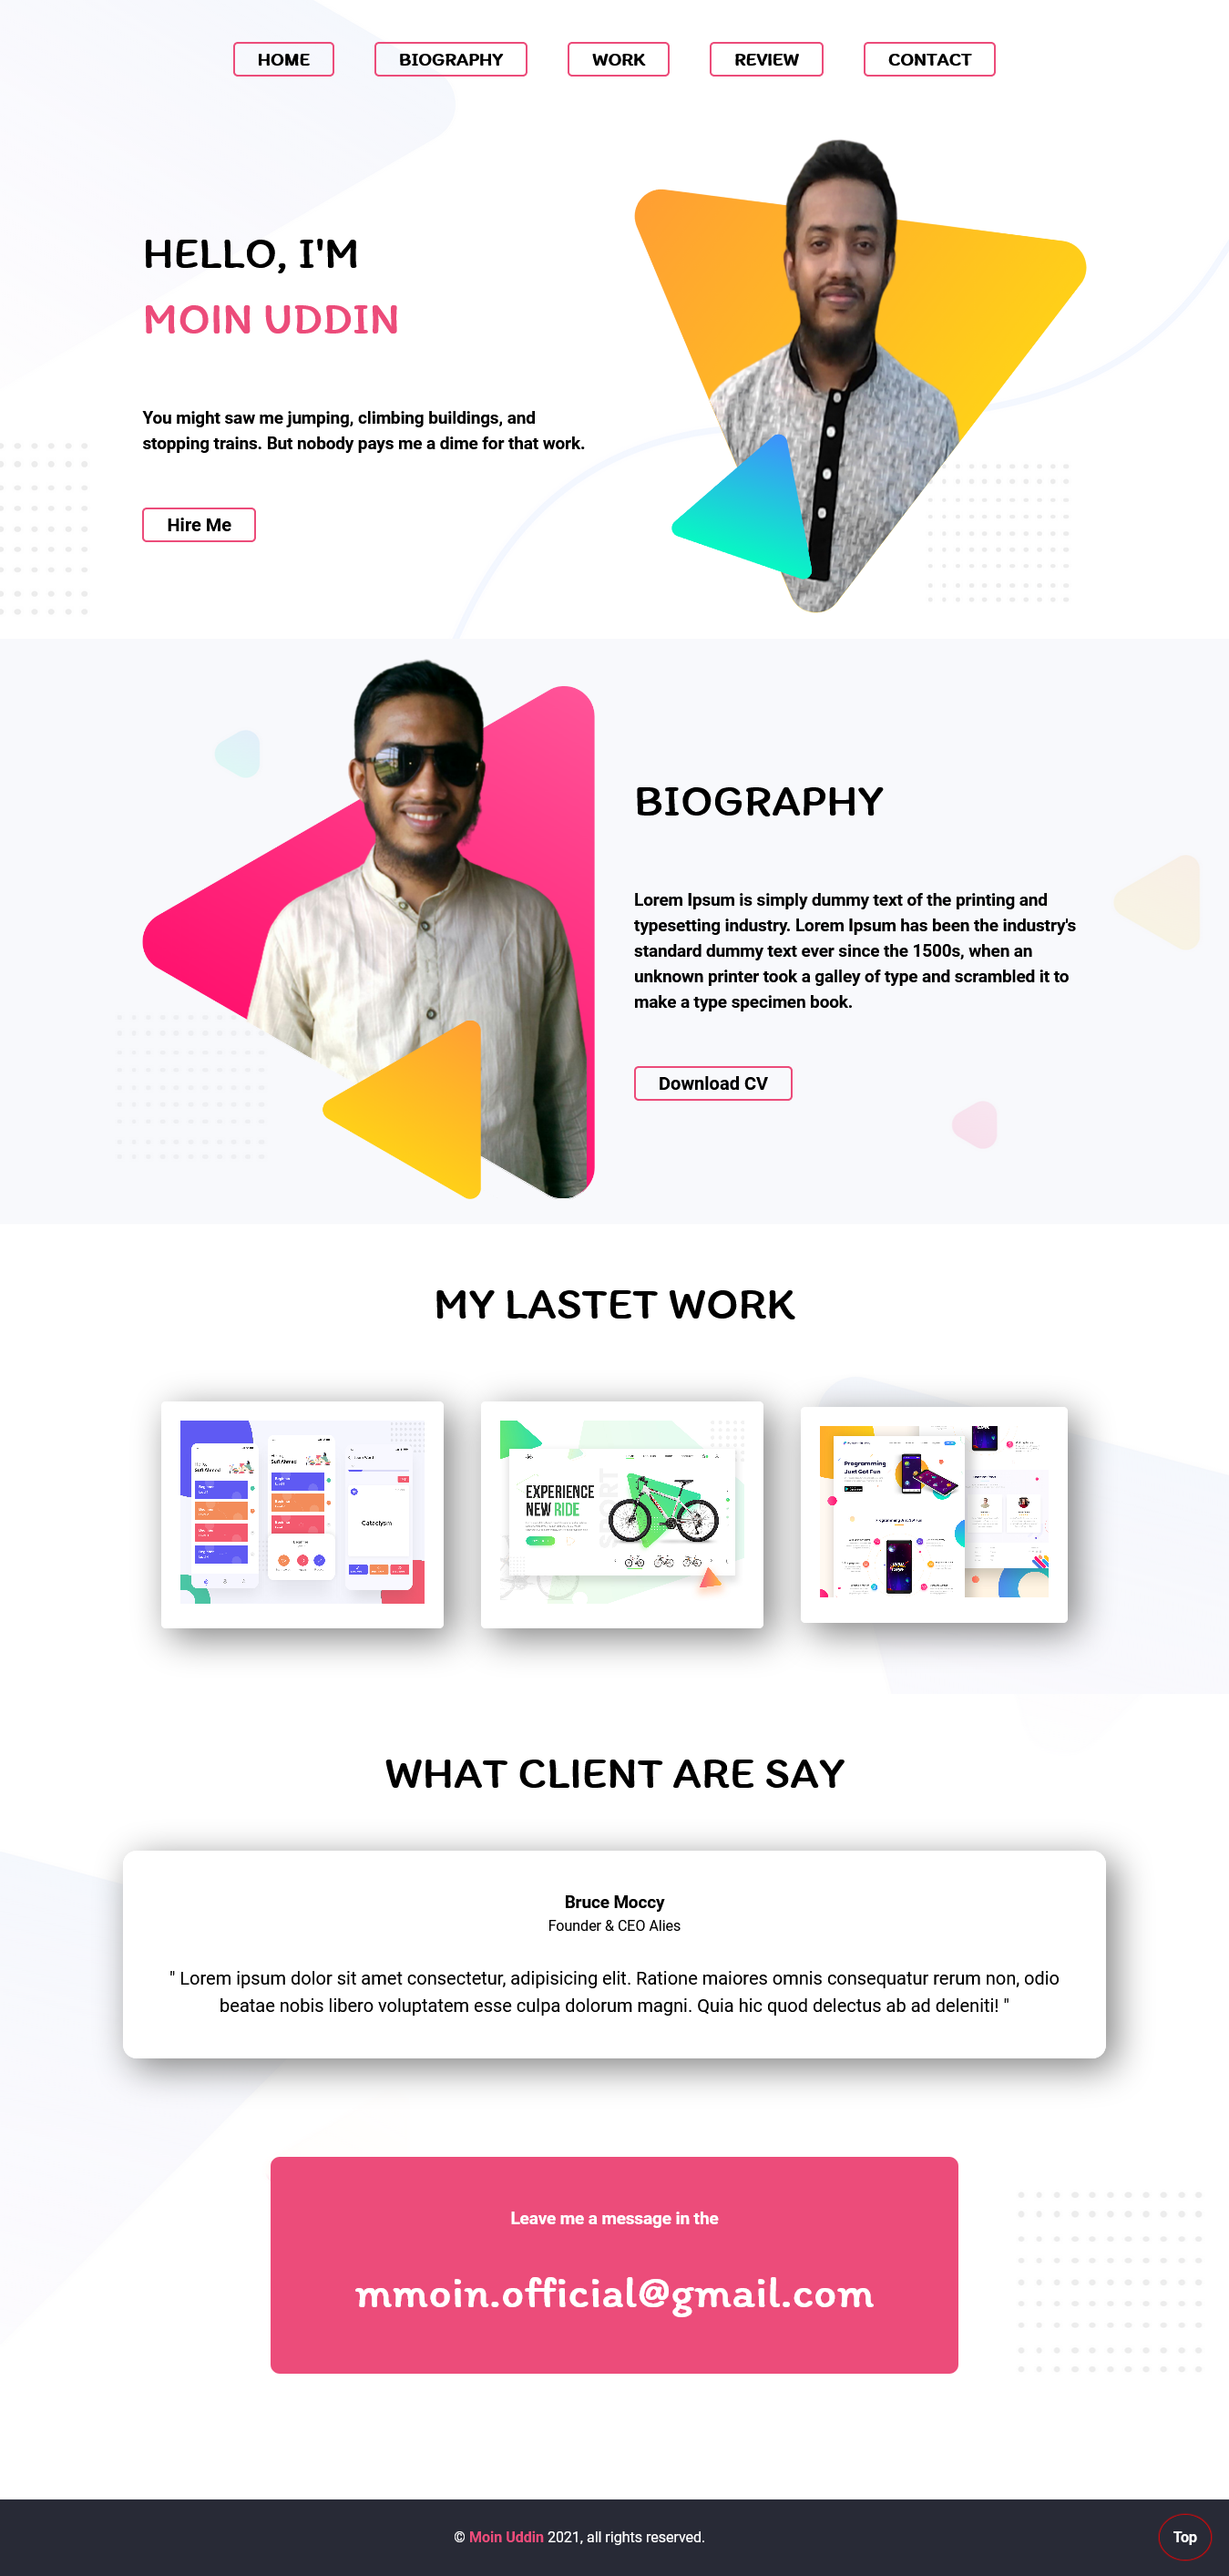 HOME
BIOGRAPHY
WORK
REVIEW
CONTACT
HELLO, I'M
MOIN UDDIN
You might saw me jumping, climbing buildings, and
stopping trains. But nobody pays me a dime for that work.
Hire Me
BIOGRAPHY
Lorem Ipsum is simply dummy text of the printing and
typesetting industry. Lorem Ipsum has been the industry's
standard dummy text ever since the 1500s, when an
unknown printer took a galley of type and scrambled it to
make a type specimen book.
Download CV
MY LASTET WORK
Cataclysm
EXPERIENCE
NEW RIDE
Programming
Just Got Fun
WHAT CLIENT ARE SAY
Bruce Moccy
Founder & CEO Alies
" Lorem ipsum dolor sit amet consectetur, adipisicing elit. Ratione maiores omnis consequatur rerum non, odio
beatae nobis libero voluptatem esse culpa dolorum magni. Quia hic quod delectus ab ad deleniti! "
Leave me a message in the
mmoin.official@gmail.com
© Moin Uddin 2021, all rights reserved.
Top